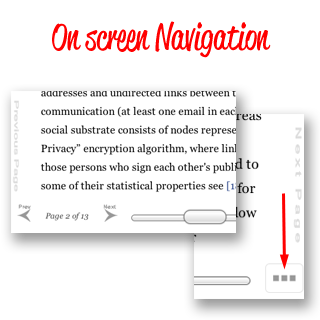 On screen Navigation
addresses and undirected links between t
communication (at least one email in each
social substrate consists of nodes represe
Privacy” encryption algorithm, where link
those persons who sign each other's publi
some of their statistical properties see [1
Previous Page
Prev
Page 2 of 13
Next
reas
d to
for
low
Next Page